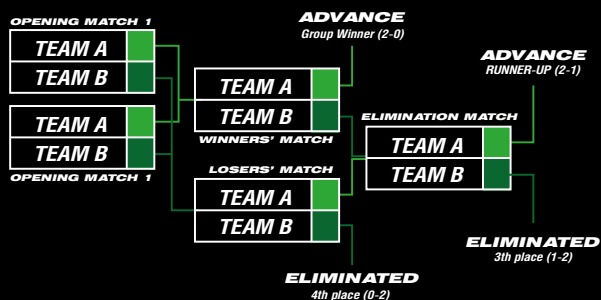 OPENING MATCH 1
TEAM A
TEAM B
TEAM A
TEAM B
OPENING MATCH 1
ADVANCE
Group Winner (2-0)
TEAM A
TEAM B
WINNERS' MATCH
LOSERS' MATCH
TEAM A
TEAM B
ELIMINATED
4th place (0-2)
ADVANCE
RUNNER-UP (2-1)
ELIMINATION MATCH
TEAM A
TEAM B
ELIMINATED
3th place (1-2)